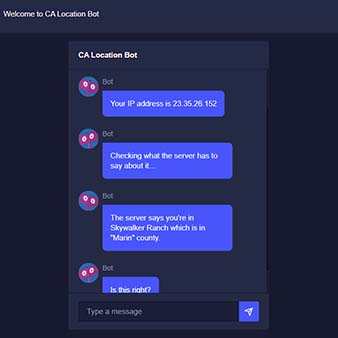 Welcome to CA Location Bot
CA Location Bot
Bot
Your IP address is 23.35.26.152
Bot
Checking what the server has to
say about it....
Bot
The server says you're in
Skywalker Ranch which is in
"Marin" county.
Bot
Is this right?
Type a message